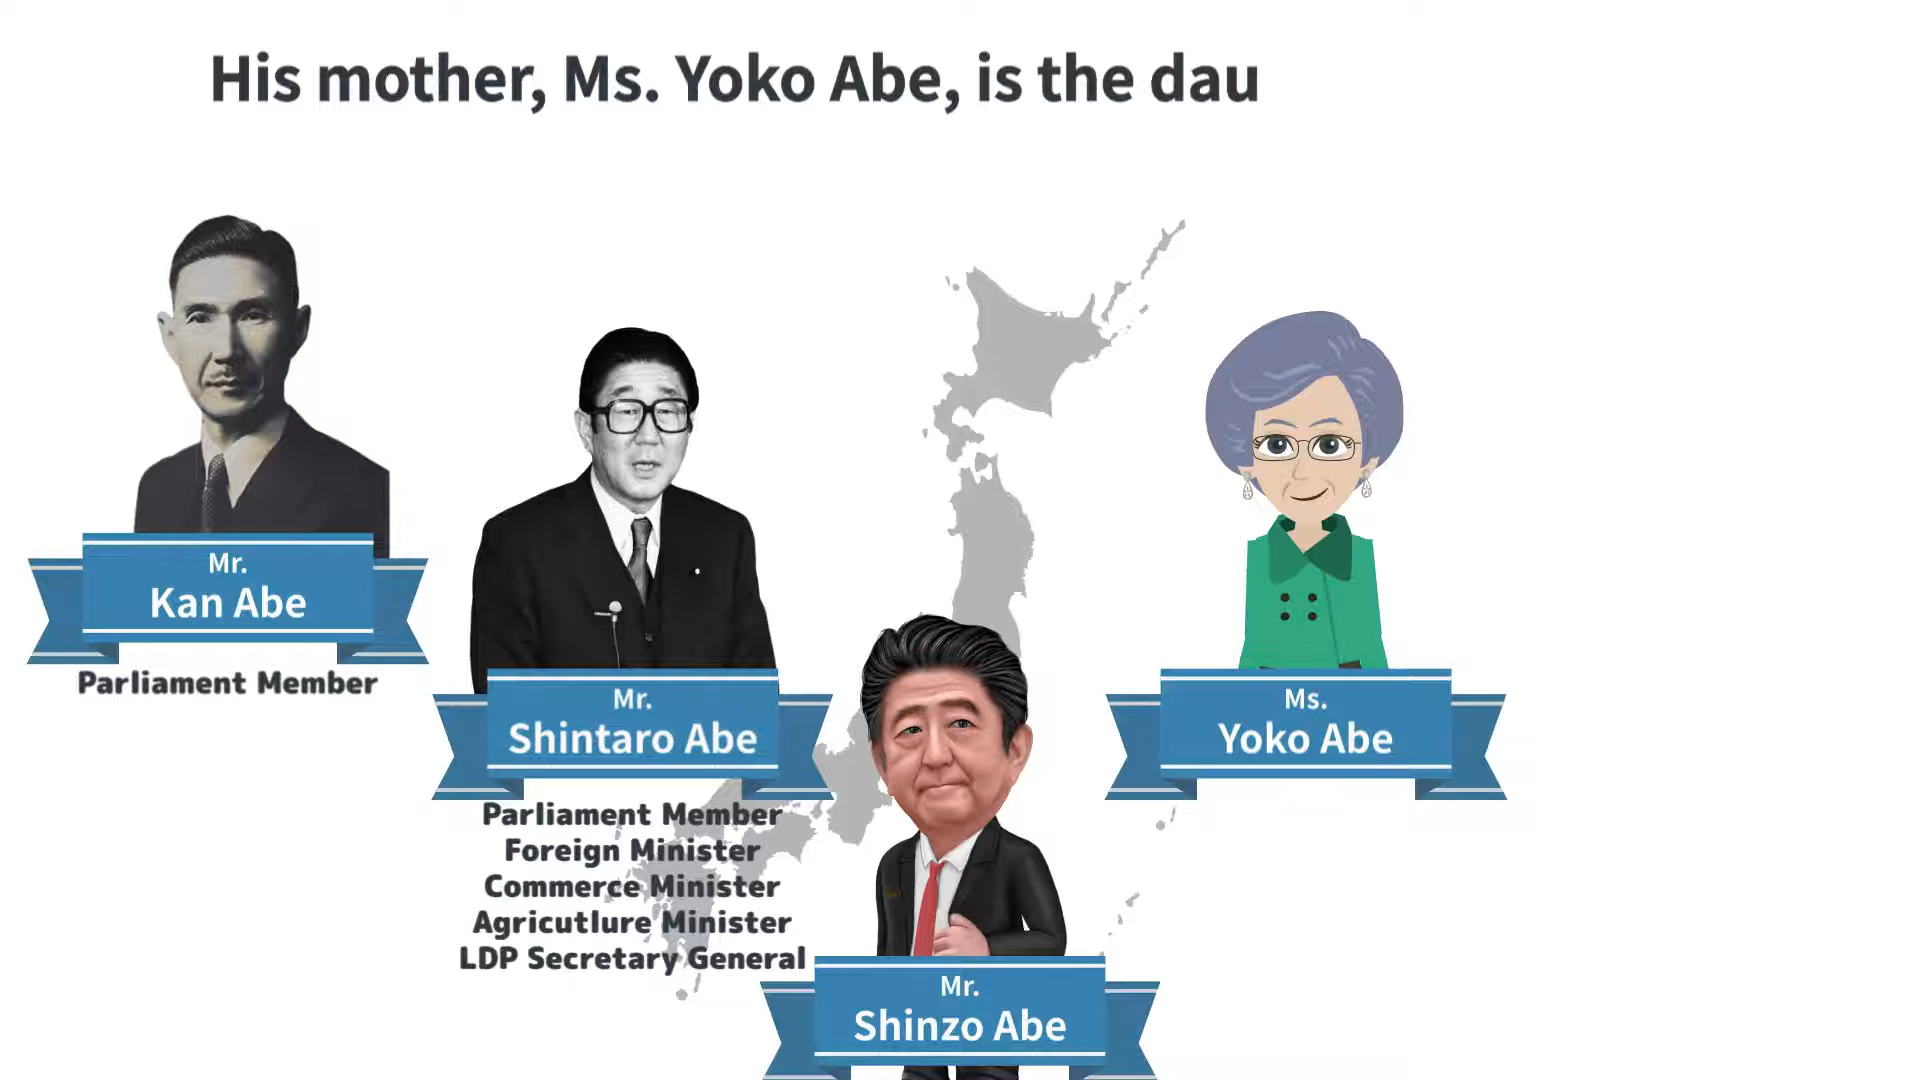 His mother, Ms. Yoko Abe, is the dau
Mr.
Kan Abe
Parliament Member
Mr.
Shintaro Abe
Parliament Member
Foreign Minister
Commerce Minister
Agricutlure Minister
LDP Secretary General
Ms.
Yoko Abe
Mr.
Shinzo Abe